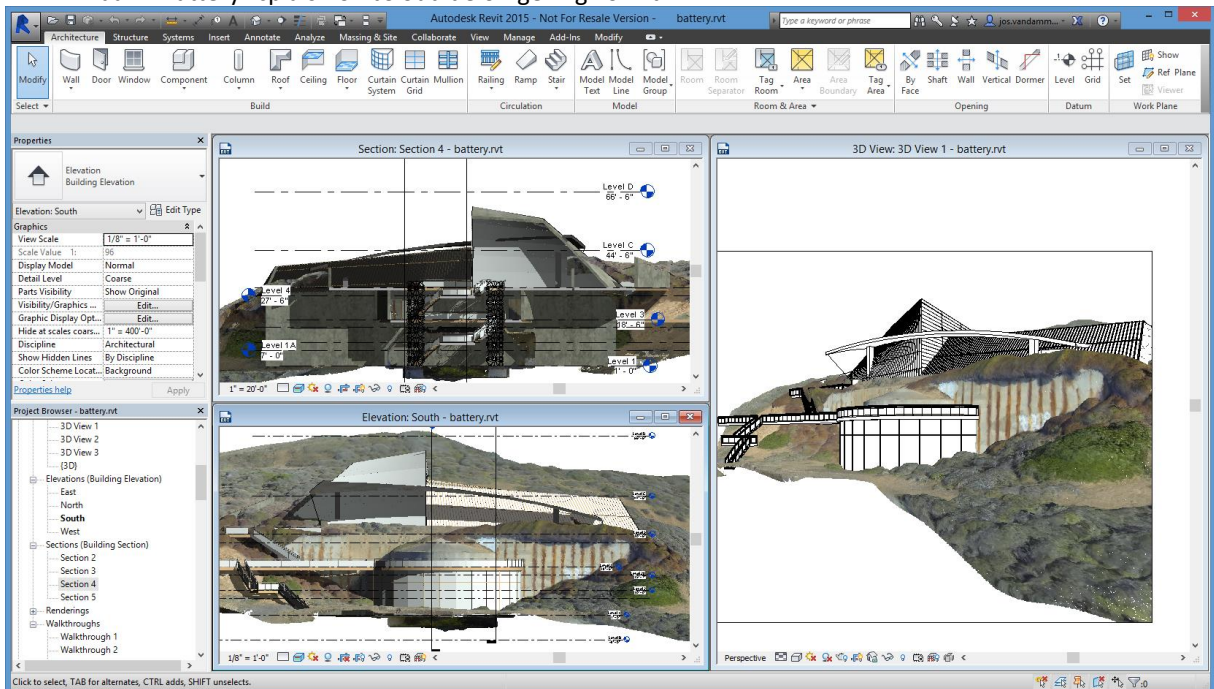 Autodesk Revit 2015 - Not For Resale Version - battery.rvt
Type a keyword or phrase
jos.vandamm...
Architecture Structure Systems Insert Annotate Analyze Massing & Site Collaborate View Manage Add-Ins Modify
Modify Wall Door Window Component Column Roof Ceiling Floor Curtain System Curtain Grid Mullion Railing Ramp Stair Model Text Model Line Model Group Room Room Separator Tag Room Area Area Boundary Tag Area By Face Shaft Wall Vertical Dormer Level Grid Set Show Ref Plane Viewer
Select Build Circulation Model Room & Area Opening Datum Work Plane
Properties
Elevation
Building Elevation
Elevation: South Edit Type
Graphics
View Scale 1/8" = 1'-0"
Scale Value 1: 96
Display Model Normal
Detail Level Coarse
Parts Visibility Show Original
Visibility/Graphics ... Edit...
Graphic Display Opt... Edit...
Hide at scales coars... 1" = 400'-0"
Discipline Architectural
Show Hidden Lines By Discipline
Color Scheme Locat... Background
Properties help Apply
Project Browser - battery.rvt
3D View 1
3D View 2
3D View 3
{3D}
Elevations (Building Elevation)
East
North
South
West
Sections (Building Section)
Section 2
Section 3
Section 4
Section 5
Renderings
Walkthroughs
Walkthrough 1
Walkthrough 2
Section: Section 4 - battery.rvt
Level D
66' - 6"
Level C
44' - 6"
Level 4
27' - 6"
Level 3
18' - 6"
Level 1A
7' - 0"
Level 1
1' - 0"
1" = 20'-0"
Elevation: South - battery.rvt
1/8" = 1'-0"
3D View: 3D View 1 - battery.rvt
Perspective
Click to select, TAB for alternates, CTRL adds, SHIFT unselects.
:0